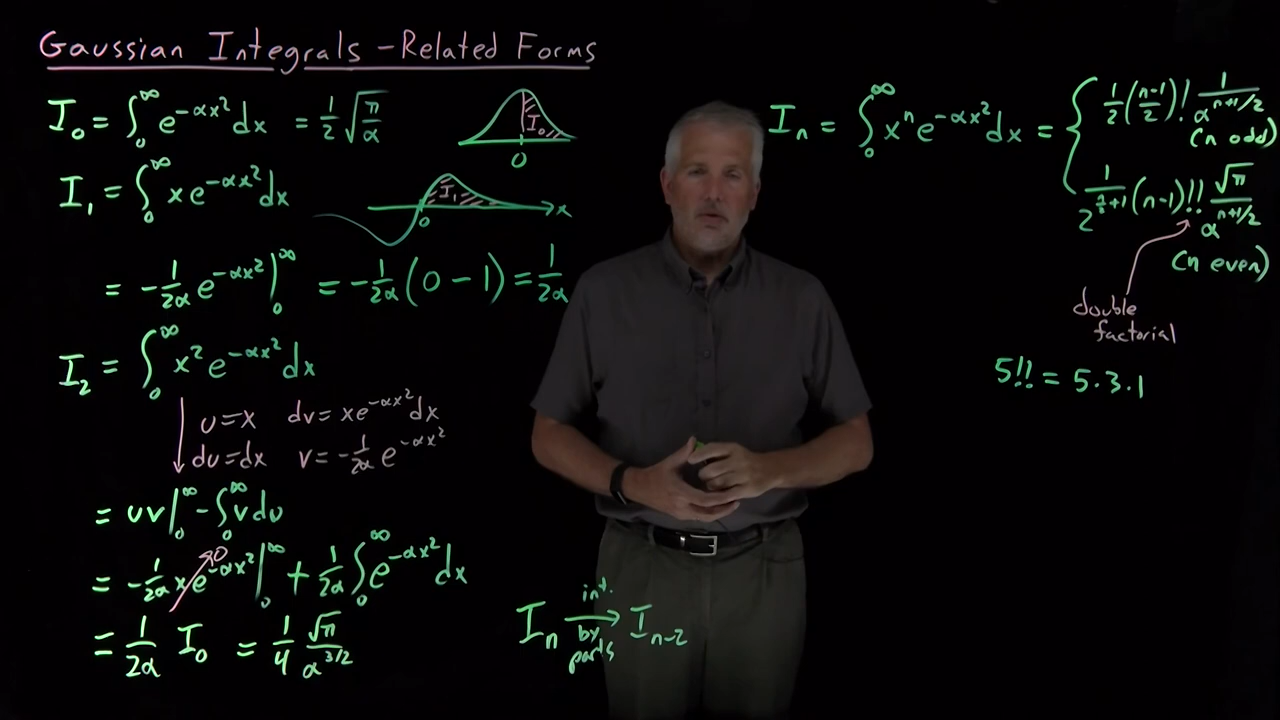 Gaussian Integrals - Related Forms
I₀ = ∫₀^∞ e^(-αx²) dx = 1/2 √(π/α)
I₀
0
I₁ = ∫₀^∞ x e^(-αx²) dx
I₁
0
x
= -1/(2α) e^(-αx²) |₀^∞ = -1/(2α) (0 - 1) = 1/(2α)
I₂ = ∫₀^∞ x² e^(-αx²) dx
u = x dv = x e^(-αx²) dx
du = dx v = -1/(2α) e^(-αx²)
= uv |₀^∞ - ∫₀^∞ v du
= -1/(2α) x e^(-αx²) |₀^∞ + 1/(2α) ∫₀^∞ e^(-αx²) dx
0
= 1/(2α) I₀ = 1/4 √π/α^(3/2)
Iₙ int. by parts → Iₙ₋₂
Iₙ = ∫₀^∞ xⁿ e^(-αx²) dx = {
1/2 ((n-1)/2)! 1/α^(n+1/2)
(n odd)
1/2^(n/2+1) (n-1)!! √π/α^(n+1/2)
(n even)
double
factorial
5!! = 5·3·1